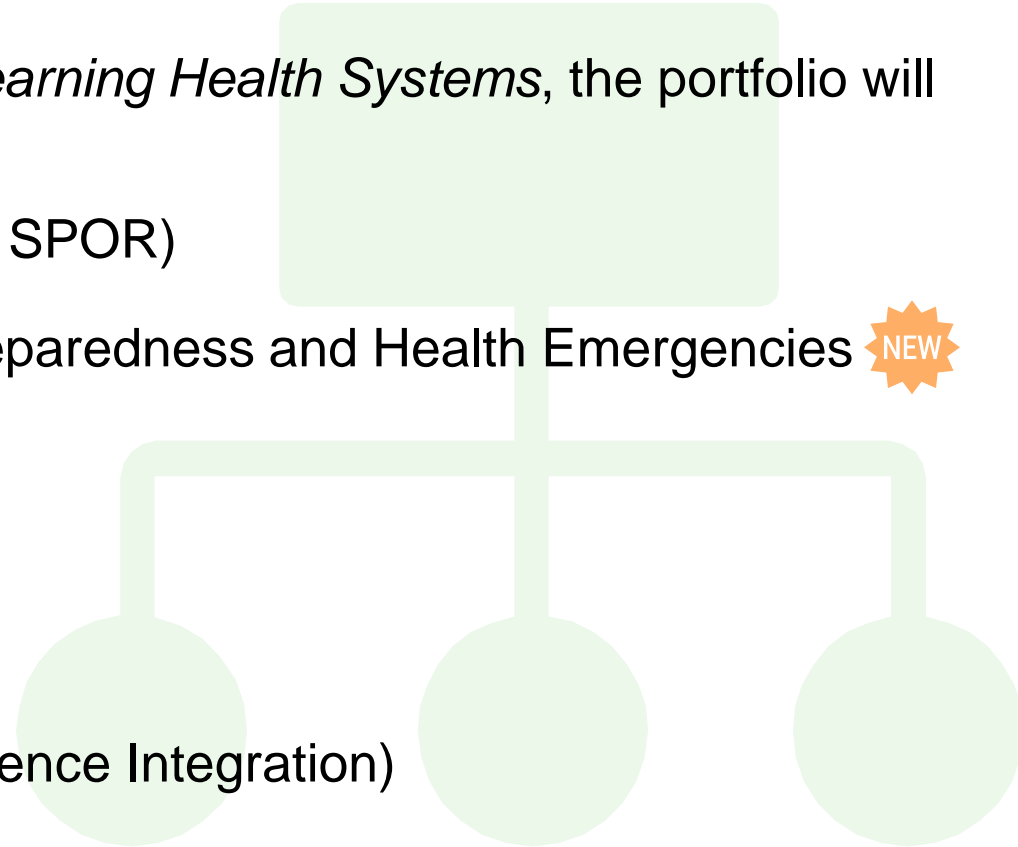 earning Health Systems, the portfolio will
SPOR)
eparedness and Health Emergencies NEW
ence Integration)